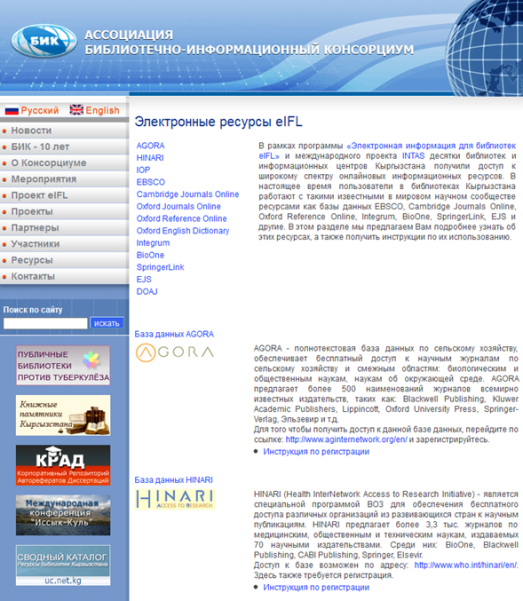 БИК
АССОЦИАЦИЯ
БИБЛИОТЕЧНО-ИНФОРМАЦИОННЫЙ КОНСОРЦИУМ
Русский English
Новости
БИК - 10 лет
О Консорциуме
Мероприятия
Проект eIFL
Проекты
Партнеры
Участники
Ресурсы
Контакты
Поиск по сайту
искать
ПУБЛИЧНЫЕ
БИБЛИОТЕКИ
ПРОТИВ ТУБЕРКУЛЁЗА
Книжные
памятники
Кыргызстана
КРАД
Корпоративный Репозиторий
Авторефератов Диссертаций
Международная
конференция
"Иссык-Куль"
СВОДНЫЙ КАТАЛОГ
Ресурсы библиотек Кыргызстана
uc.net.kg
Электронные ресурсы eIFL
AGORA
HINARI
IOP
EBSCO
Cambridge Journals Online
Oxford Journals Online
Oxford Reference Online
Oxford English Dictionary
Integrum
BioOne
SpringerLink
EJS
DOAJ
В рамках программы «Электронная информация для библиотек
eIFL» и международного проекта INTAS десятки библиотек и
информационных центров Кыргызстана получили доступ к
широкому спектру онлайновых информационных ресурсов. В
настоящее время пользователи в библиотеках Кыргызстана
работают с такими известными в мировом научном сообществе
ресурсами как базы данных EBSCO, Cambridge Journals Online,
Oxford Reference Online, Integrum, BioOne, SpringerLink, EJS и
другие. В этом разделе мы предлагаем Вам подробнее узнать об
этих ресурсах, а также получить инструкции по их использованию.
База данных AGORA
AGORA
AGORA - полнотекстовая база данных по сельскому хозяйству,
обеспечивает бесплатный доступ к научным журналам по
сельскому хозяйству и смежным областям: биологическим и
общественным наукам, наукам об окружающей среде. AGORA
предлагает более 500 наименований журналов всемирно
известных издательств, таких как: Blackwell Publishing, Kluwer
Academic Publishers, Lippincott, Oxford University Press, Springer-
Verlag, Эльзевир и т.д.
Для того чтобы получить доступ к данной базе данных, перейдите по
ссылке: http://www.aginternetwork.org/en/ и зарегистрируйтесь.
Инструкция по регистрации
База данных HINARI
HINARI
ACCESS TO RESEARCH
HINARI (Health InterNetwork Access to Research Initiative) - является
специальной программой ВОЗ для обеспечения бесплатного
доступа различных организаций из развивающихся стран к научным
публикациям. HINARI предлагает более 3,3 тыс. журналов по
медицинским, общественным и техническим наукам, издаваемых
70 научными издательствами. Среди них: BioOne, Blackwell
Publishing, CABI Publishing, Springer, Elsevir.
Доступ к базе возможен по адресу: http://www.who.int/hinari/en/.
Здесь также требуется регистрация.
Инструкция по регистрации